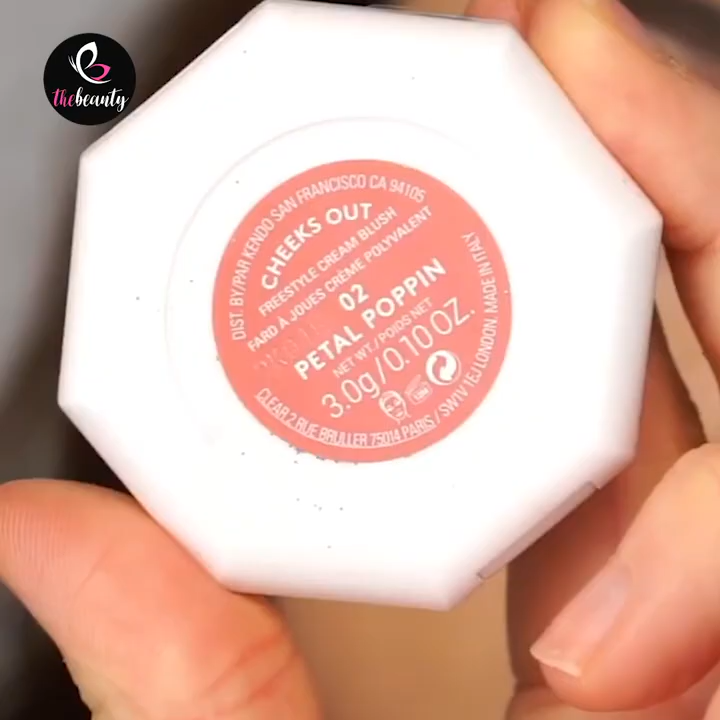 thebeauty
DIST. BY/PAR KENDO SAN FRANCISCO CA 94105
CHEEKS OUT
FREESTYLE CREAM BLUSH
FARD À JOUES CRÈME POLYVALENT
02
PETAL POPPIN
NET WT./POIDS NET
3.0g/0.10 OZ.
CLEAR 2 RUE BRULLER 75014 PARIS / SW1V 1EJ LONDON. MADE IN ITALY